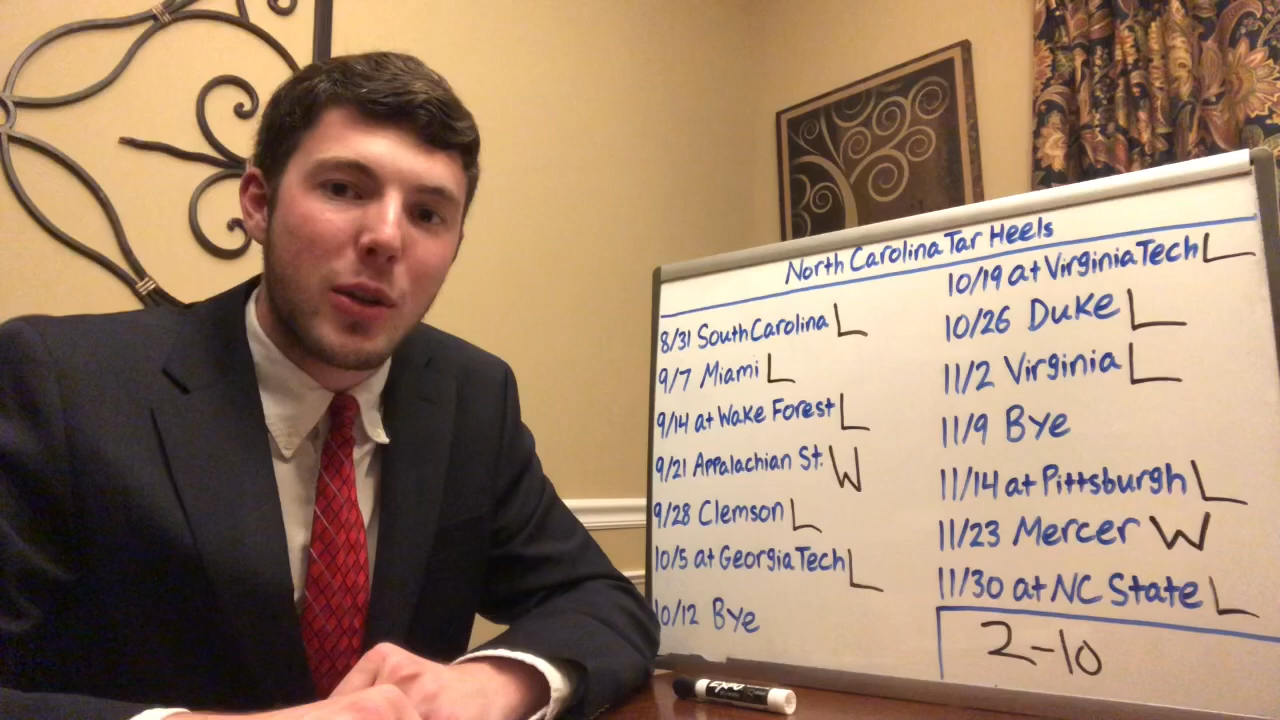 North Carolina Tar Heels
8/31 South Carolina L
9/7 Miami L
9/14 at Wake Forest L
9/21 Appalachian St. W
9/28 Clemson L
10/5 at Georgia Tech L
10/12 Bye
10/19 at Virginia Tech L
10/26 Duke L
11/2 Virginia L
11/9 Bye
11/14 at Pittsburgh L
11/23 Mercer W
11/30 at NC State L
2-10
EXPO